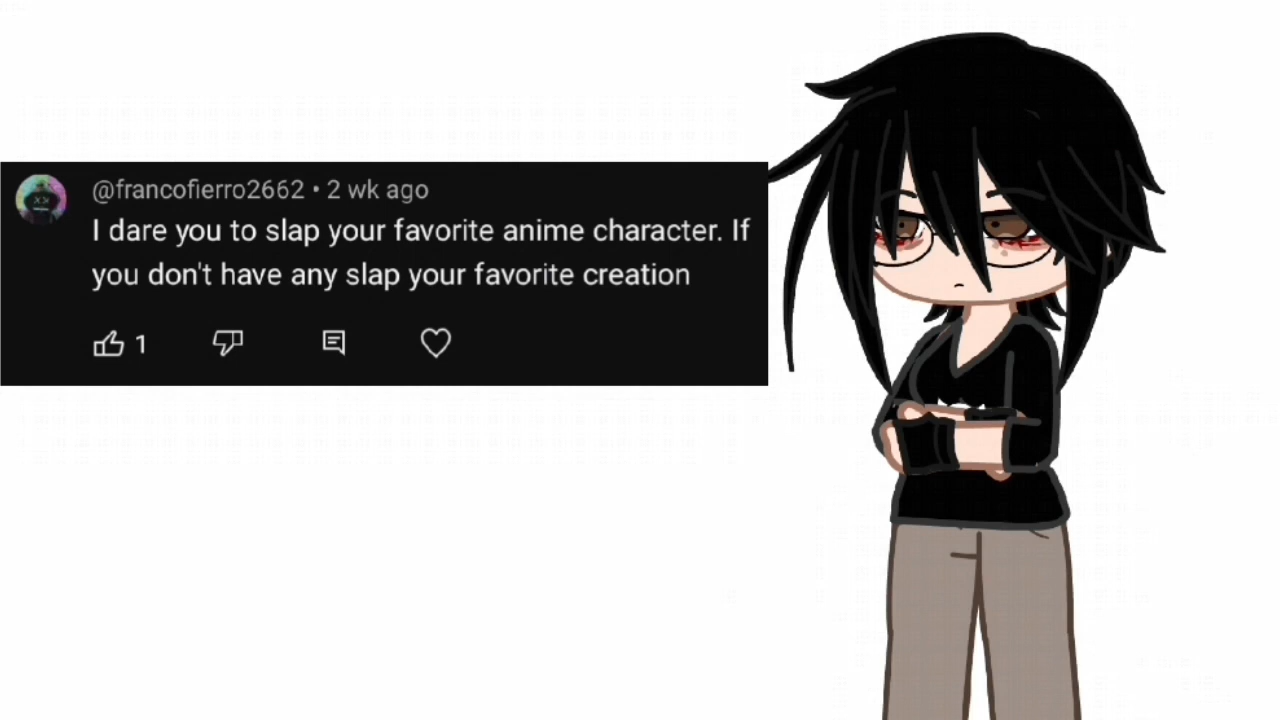 @francofierro2662 • 2 wk ago
I dare you to slap your favorite anime character. If
you don't have any slap your favorite creation
1